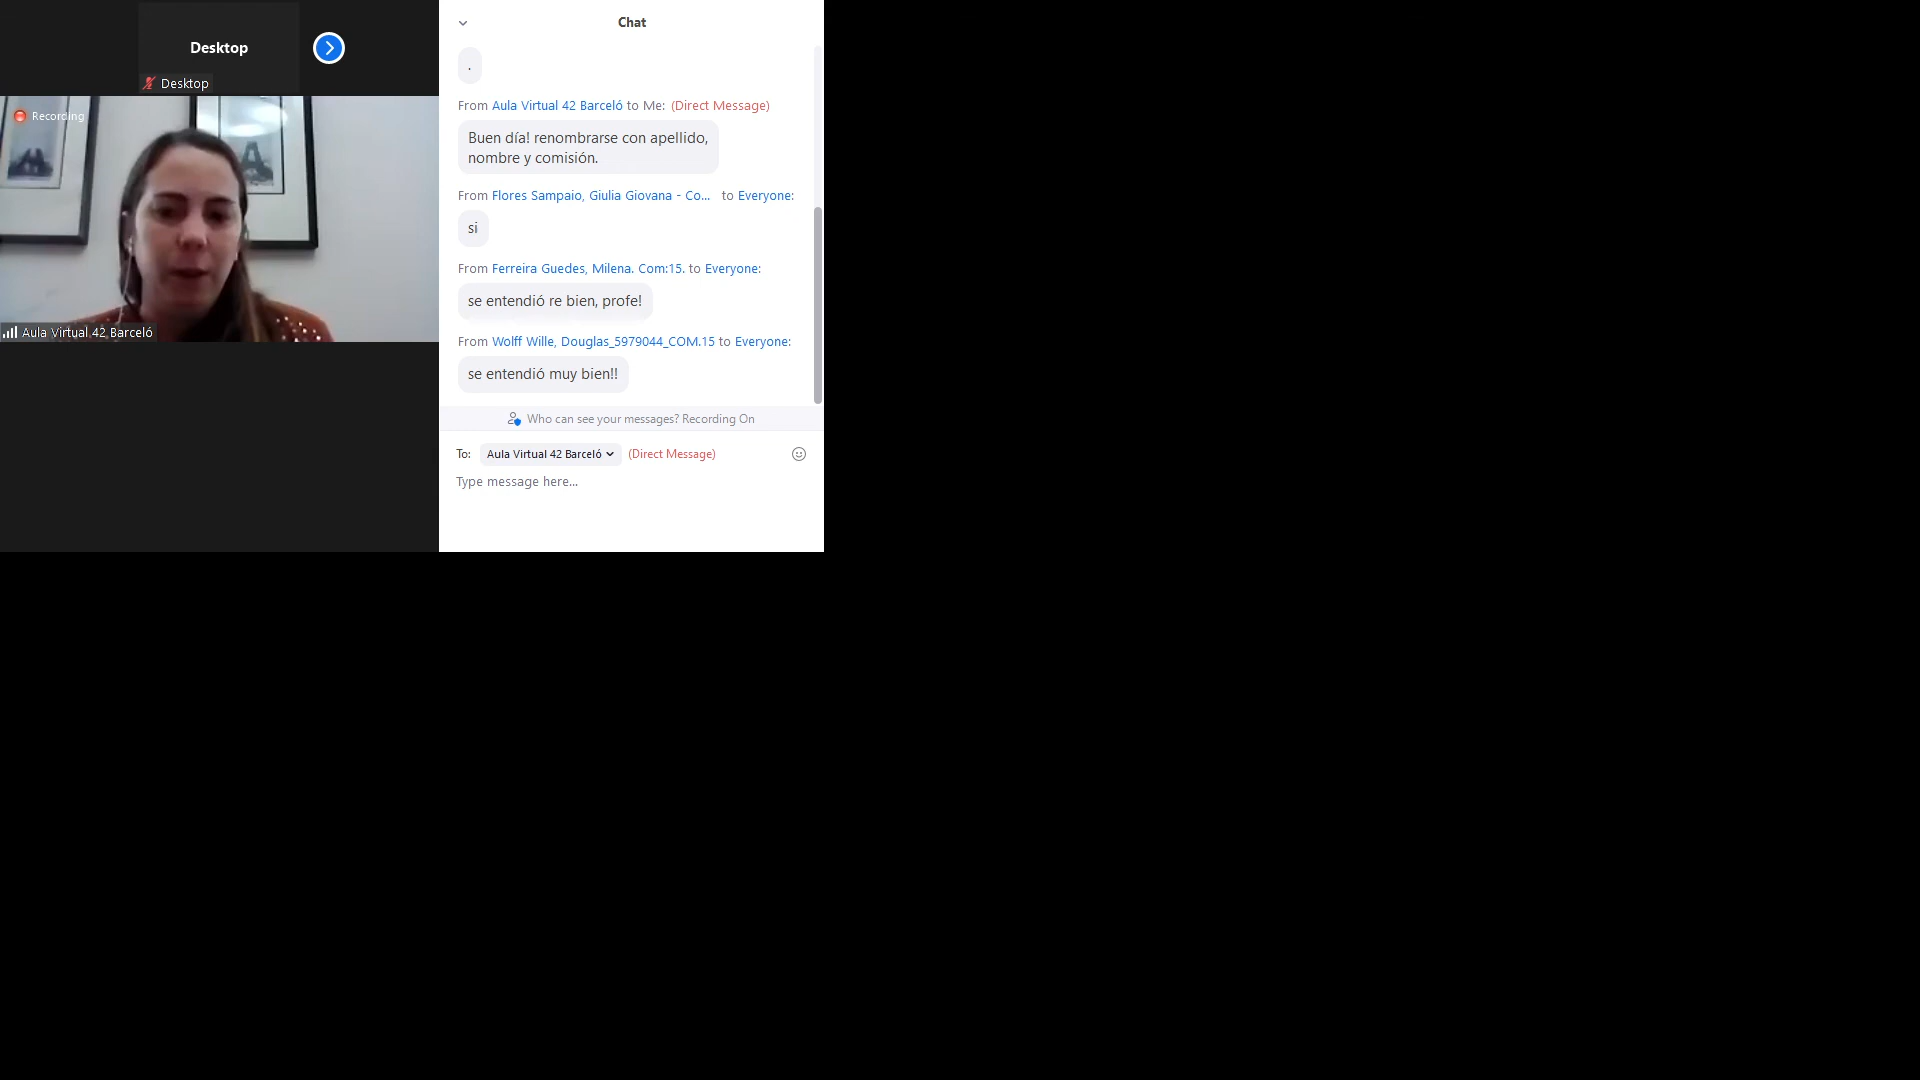 Desktop
Desktop
Recording
Aula Virtual 42 Barceló
Chat
.
From Aula Virtual 42 Barceló to Me: (Direct Message)
Buen día! renombrarse con apellido,
nombre y comisión.
From Flores Sampaio, Giulia Giovana - Co... to Everyone:
si
From Ferreira Guedes, Milena. Com:15. to Everyone:
se entendió re bien, profe!
From Wolff Wille, Douglas_5979044_COM.15 to Everyone:
se entendió muy bien!!
Who can see your messages? Recording On
To: Aula Virtual 42 Barceló (Direct Message)
Type message here...